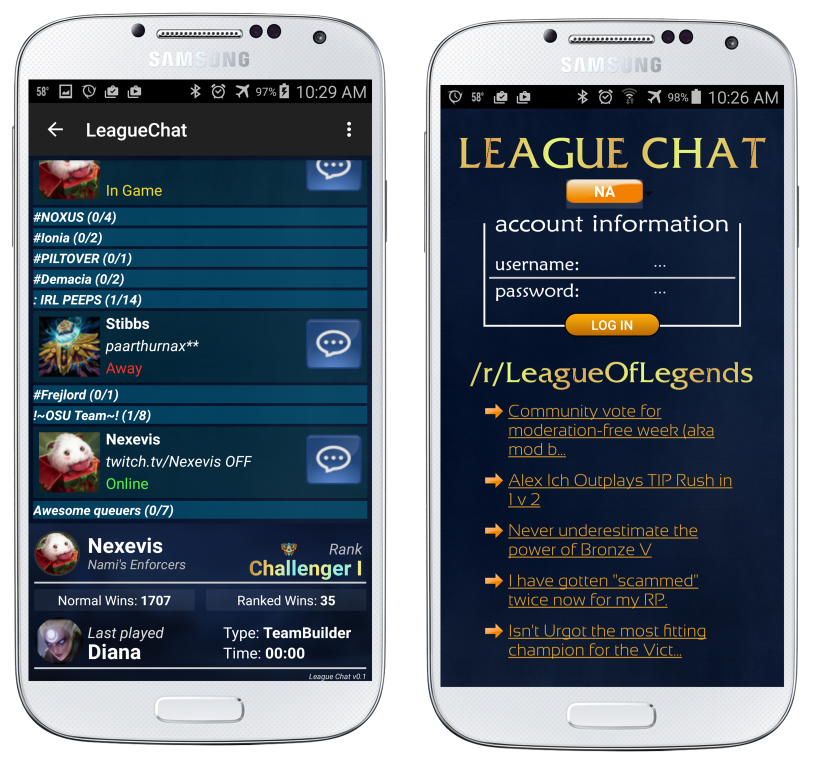 SAMSUNG
58° 97% 10:29 AM
LeagueChat
In Game
#NOXUS (0/4)
#Ionia (0/2)
#PILTOVER (0/1)
#Demacia (0/2)
: IRL PEEPS (1/14)
Stibbs
paarthurnax**
Away
#Frejlord (0/1)
!~OSU Team~! (1/8)
Nexevis
twitch.tv/Nexevis OFF
Online
Awesome queuers (0/7)
Nexevis
Nami's Enforcers
Rank
Challenger I
Normal Wins: 1707
Ranked Wins: 35
Last played
Diana
Type: TeamBuilder
Time: 00:00
League Chat v0.1
SAMSUNG
58° 98% 10:26 AM
LEAGUE CHAT
NA
account information
username: ...
password: ...
LOG IN
/r/LeagueOfLegends
Community vote for
moderation-free week (aka
mod b...
Alex Ich Outplays TIP Rush in
1 v 2
Never underestimate the
power of Bronze V
I have gotten "scammed"
twice now for my RP.
Isn't Urgot the most fitting
champion for the Vict...